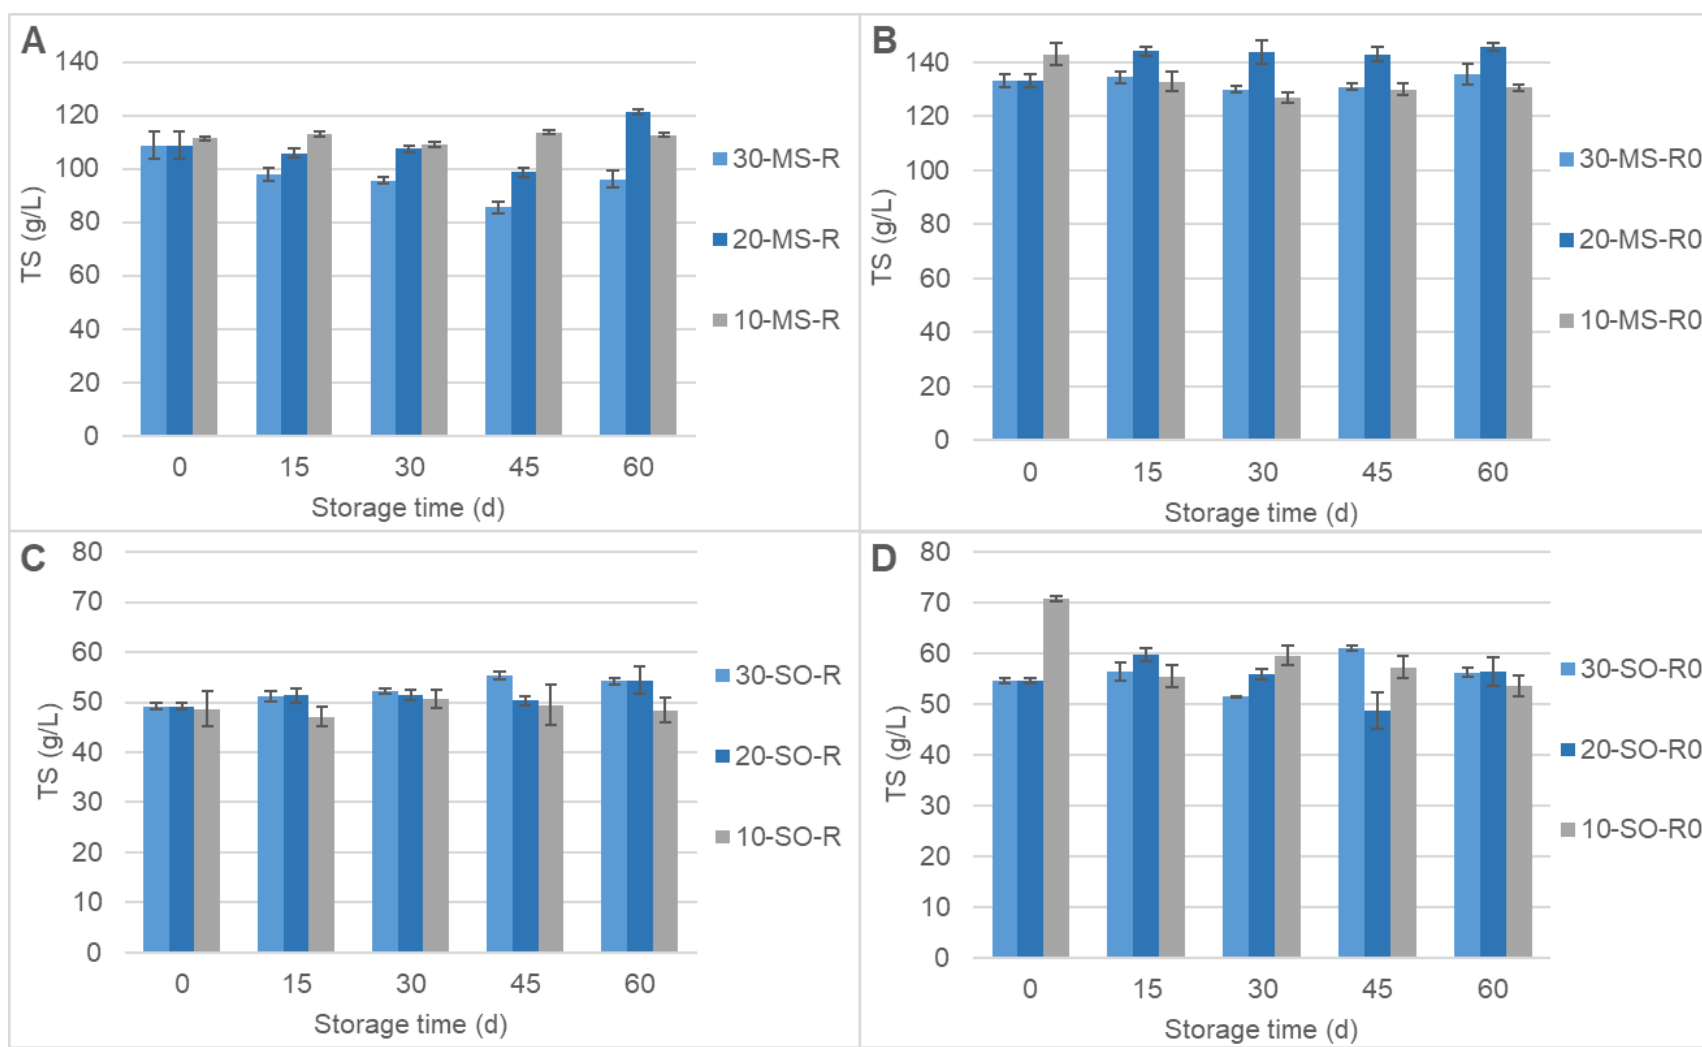 A
TS (g/L)
140
120
100
80
60
40
20
0
0 15 30 45 60
Storage time (d)
30-MS-R
20-MS-R
10-MS-R
B
TS (g/L)
140
120
100
80
60
40
20
0
0 15 30 45 60
Storage time (d)
30-MS-R0
20-MS-R0
10-MS-R0
C
TS (g/L)
80
70
60
50
40
30
20
10
0
0 15 30 45 60
Storage time (d)
30-SO-R
20-SO-R
10-SO-R
D
TS (g/L)
80
70
60
50
40
30
20
10
0
0 15 30 45 60
Storage time (d)
30-SO-R0
20-SO-R0
10-SO-R0